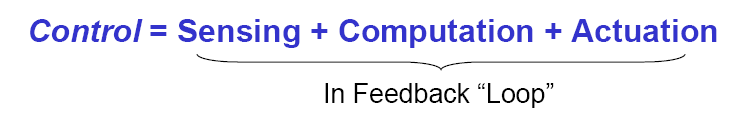 Control = Sensing + Computation + Actuation
In Feedback “Loop”